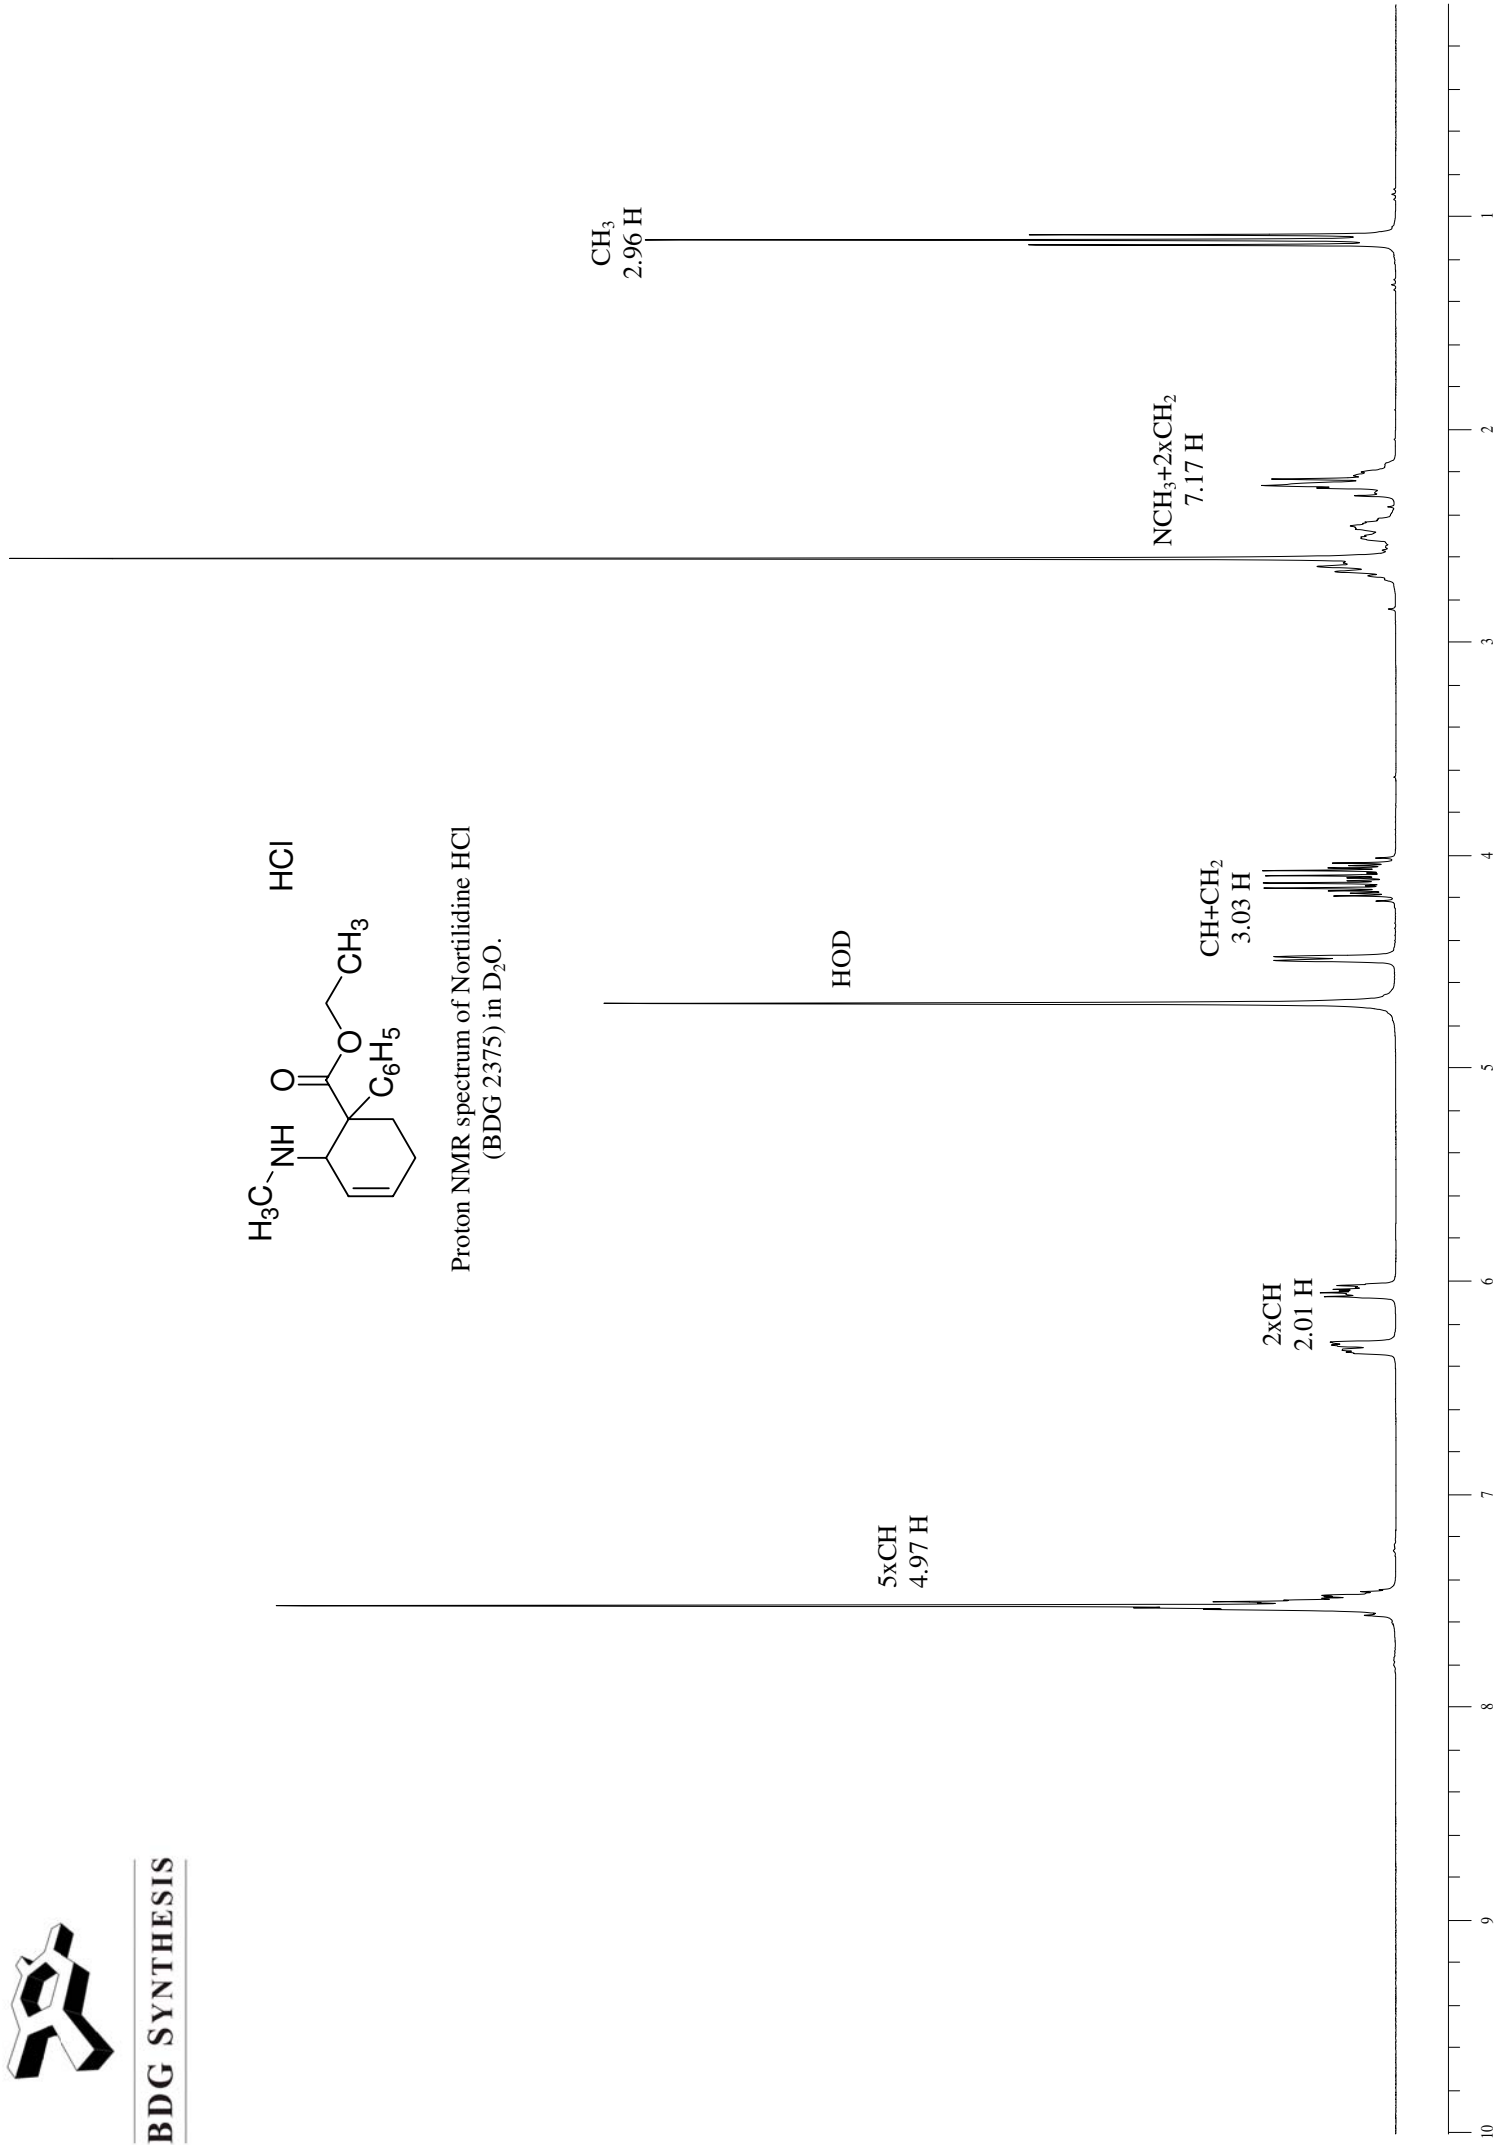 BDG SYNTHESIS
H₃C
NH
O
O
CH₃
C₆H₅
HCl
Proton NMR spectrum of Nortilidine HCl
(BDG 2375) in D₂O.
CH₃
2.96 H
5xCH
4.97 H
HOD
NCH₃+2xCH₂
7.17 H
CH+CH₂
3.03 H
2xCH
2.01 H
10 9 8 7 6 5 4 3 2 1